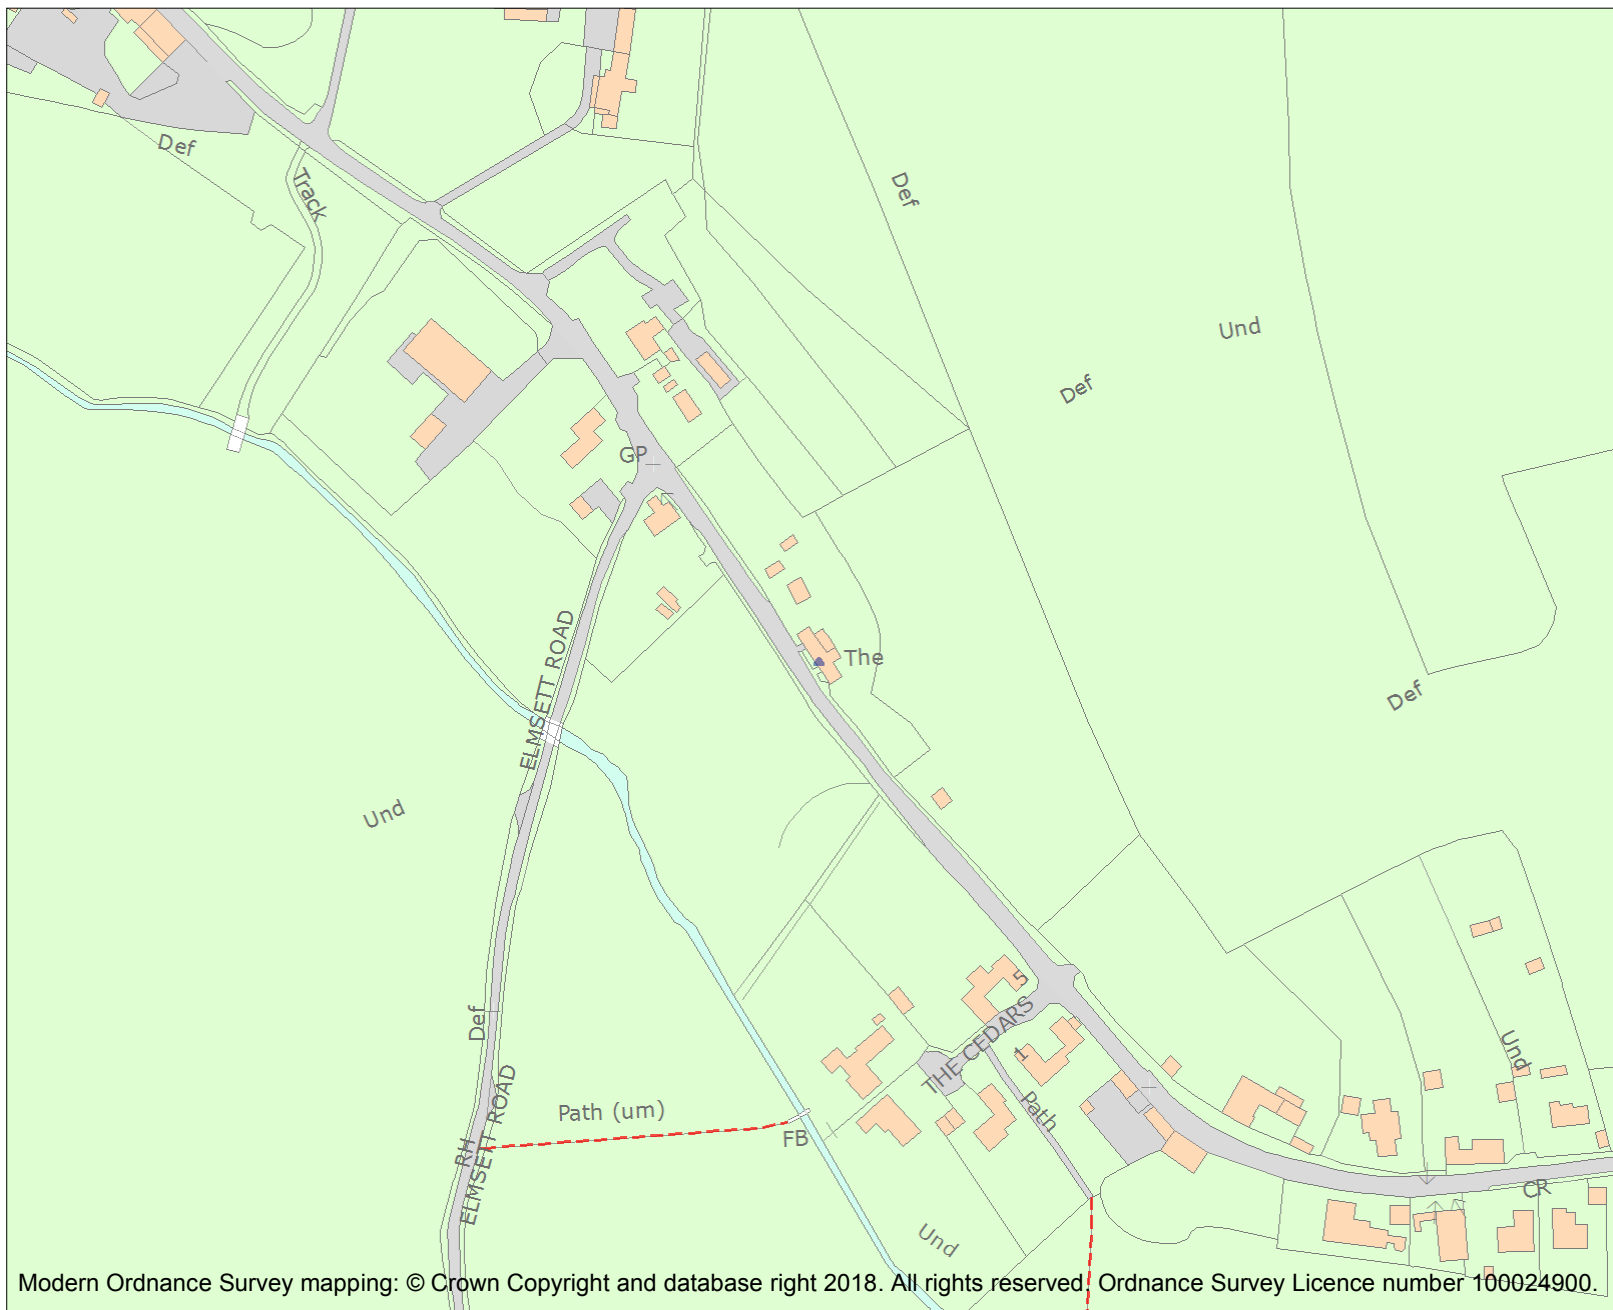 Def
Track
Def
Und
Def
GP
ELMSETT ROAD
The
Def
Und
5
Def
THE CEDARS
1
Und
ELMSETT ROAD
Path (um)
Path
FB
RH
CR
Und
Modern Ordnance Survey mapping: © Crown Copyright and database right 2018. All rights reserved. Ordnance Survey Licence number 100024900.